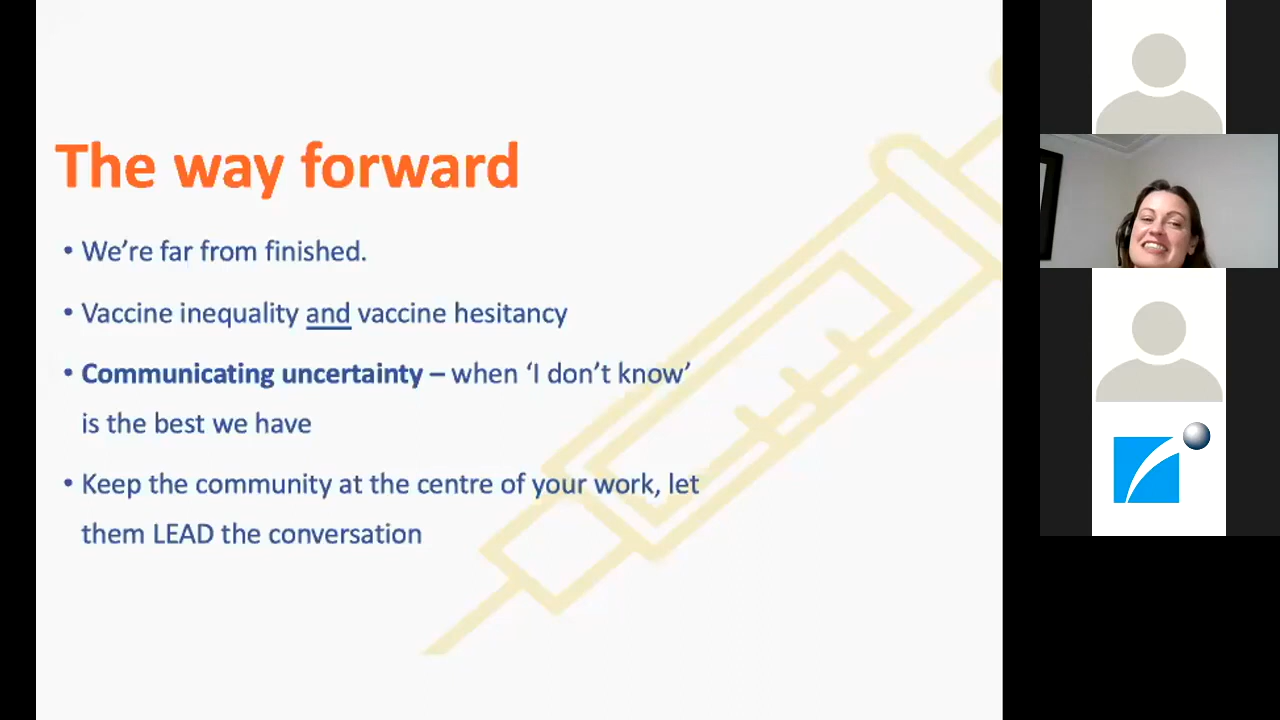 The way forward
• We’re far from finished.
• Vaccine inequality and vaccine hesitancy
• Communicating uncertainty – when ‘I don’t know’
is the best we have
• Keep the community at the centre of your work, let
them LEAD the conversation